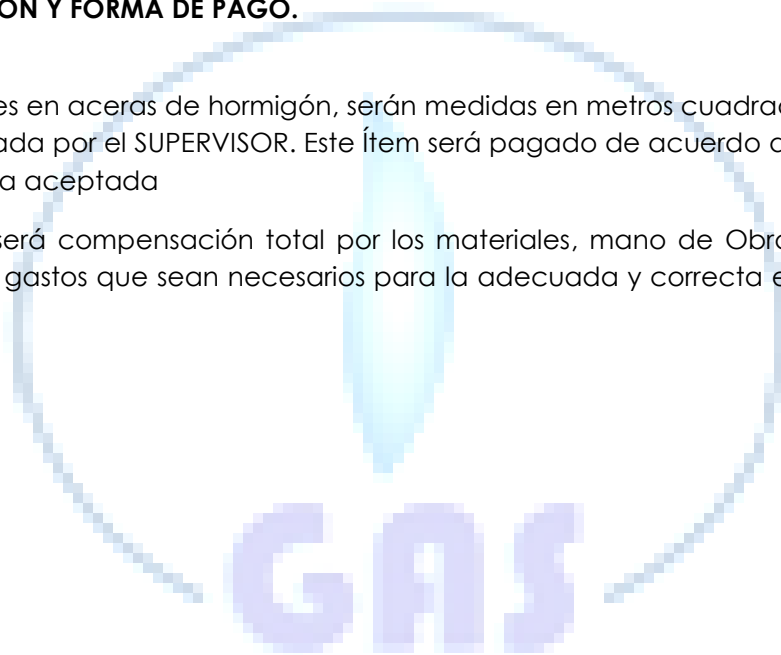 ÓN Y FORMA DE PAGO.
es en aceras de hormigón, serán medidas en metros
ada por el SUPERVISOR. Este Ítem será pagado de acuerdo
a aceptada
será compensación total por los materiales, mano de Obra
gastos que sean necesarios para la adecuada y correcta
GAS